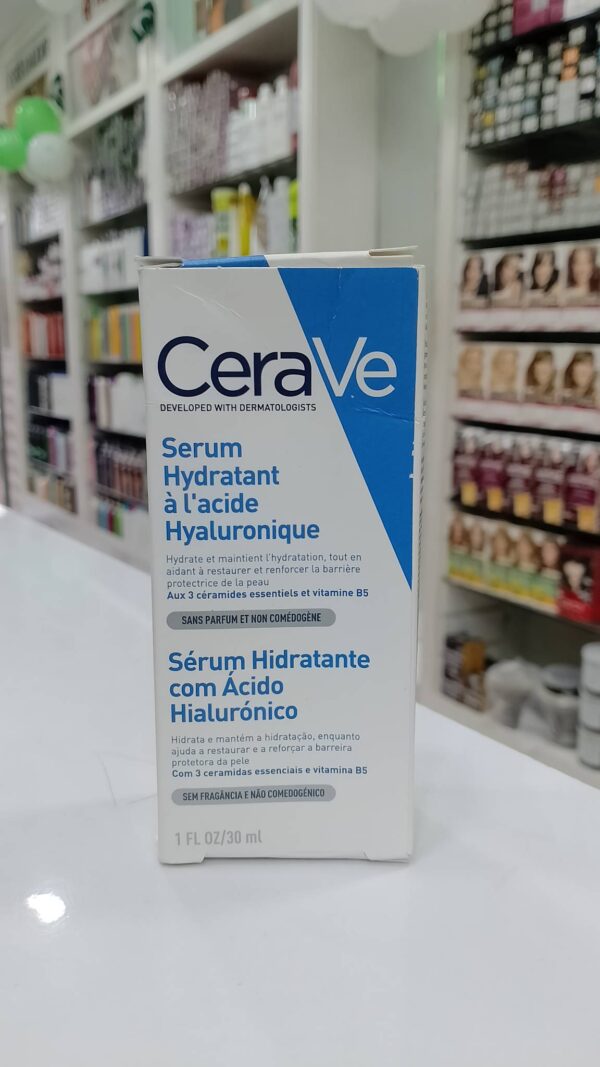 CeraVe
DEVELOPED WITH DERMATOLOGISTS
Serum
Hydratant
à l'acide
Hyaluronique
Hydrate et maintient l'hydratation, tout en
aidant à restaurer et renforcer la barrière
protectrice de la peau
Aux 3 céramides essentiels et vitamine B5
SANS PARFUM ET NON COMÉDOGÈNE
Sérum Hidratante
com Ácido
Hialurónico
Hidrata e mantém a hidratação, enquanto
ajuda a restaurar e a reforçar a barreira
protetora da pele
Com 3 ceramidas essenciais e vitamina B5
SEM FRAGÂNCIA E NÃO COMEDOGÉNICO
1 FL OZ/30 ml